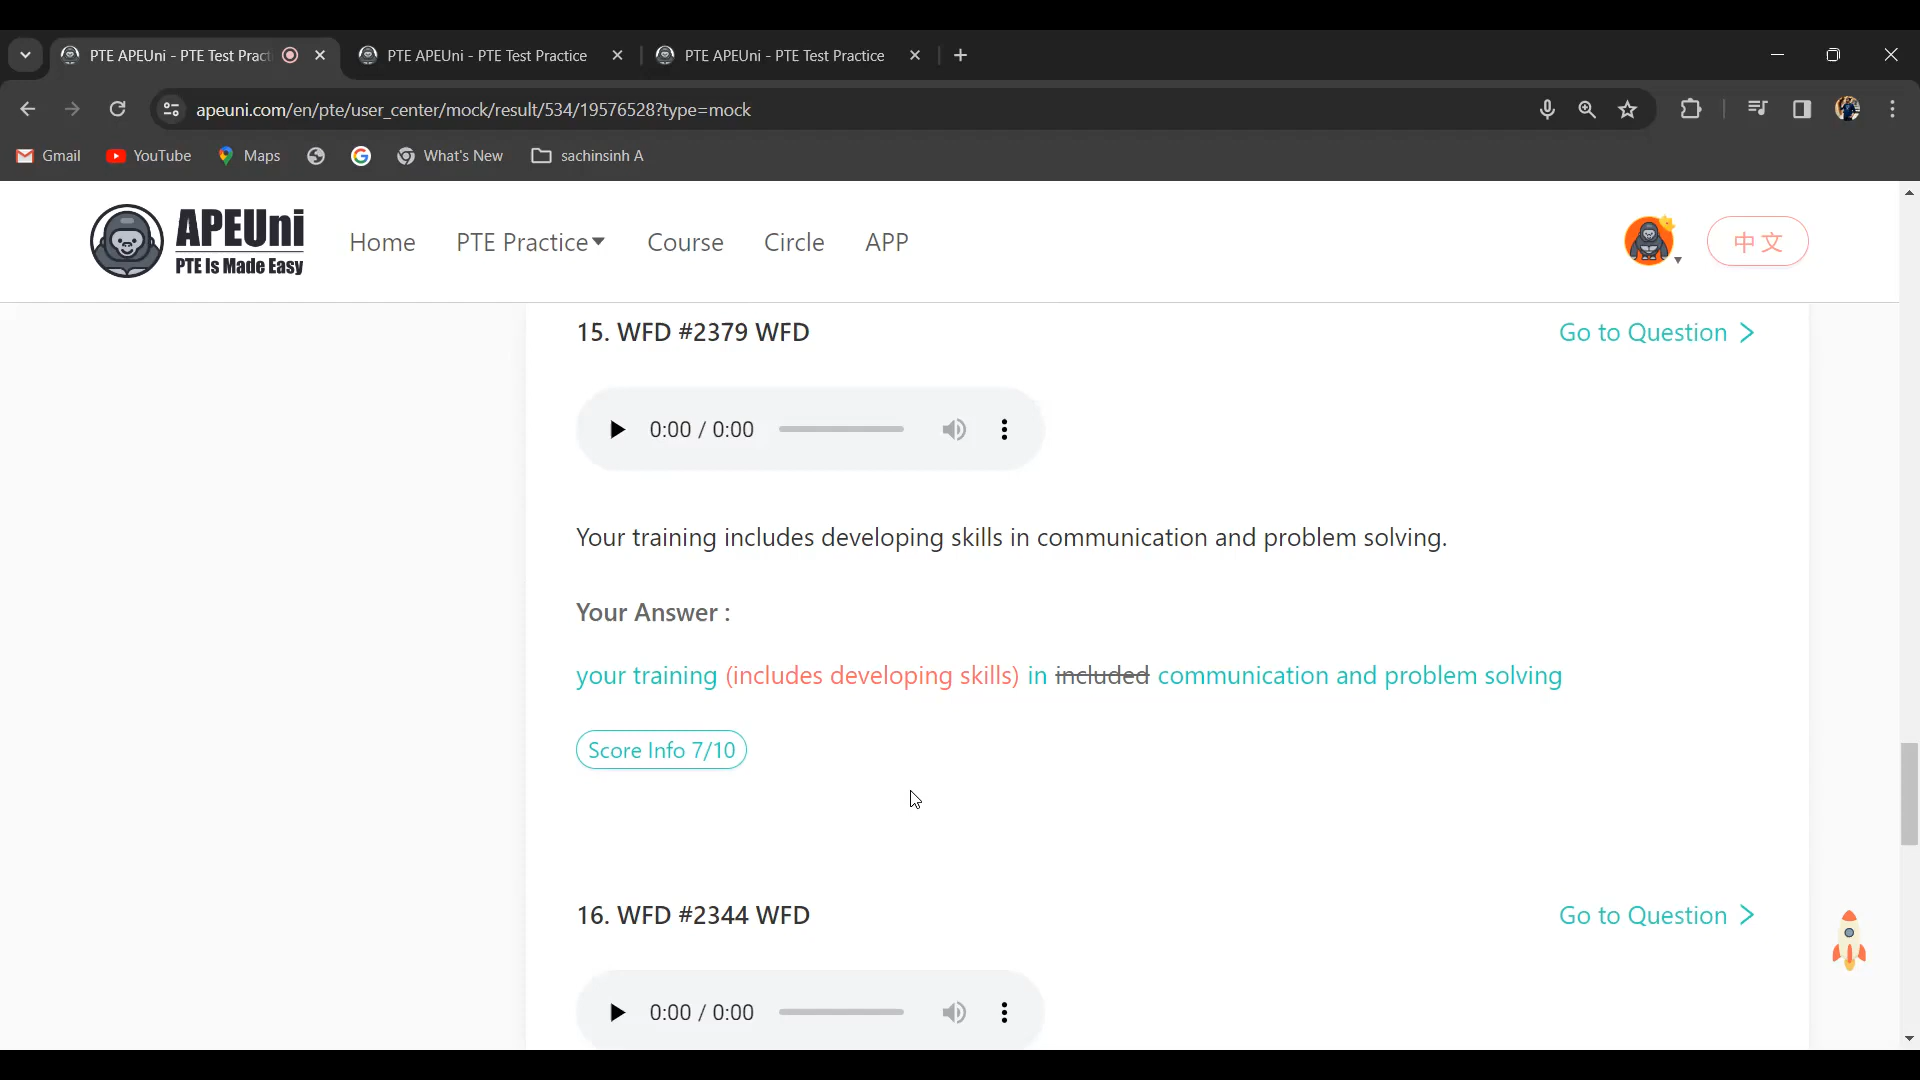 PTE APEUni - PTE Test Pract
PTE APEUni - PTE Test Practice
PTE APEUni - PTE Test Practice
apeuni.com/en/pte/user_center/mock/result/534/19576528?type=mock
Gmail
YouTube
Maps
What's New
sachinsinh A
APEUni
PTE Is Made Easy
Home
PTE Practice
Course
Circle
APP
中文
15. WFD #2379 WFD
Go to Question
0:00 / 0:00
Your training includes developing skills in communication and problem solving.
Your Answer :
your training (includes developing skills) in included communication and problem solving
Score Info 7/10
16. WFD #2344 WFD
Go to Question
0:00 / 0:00